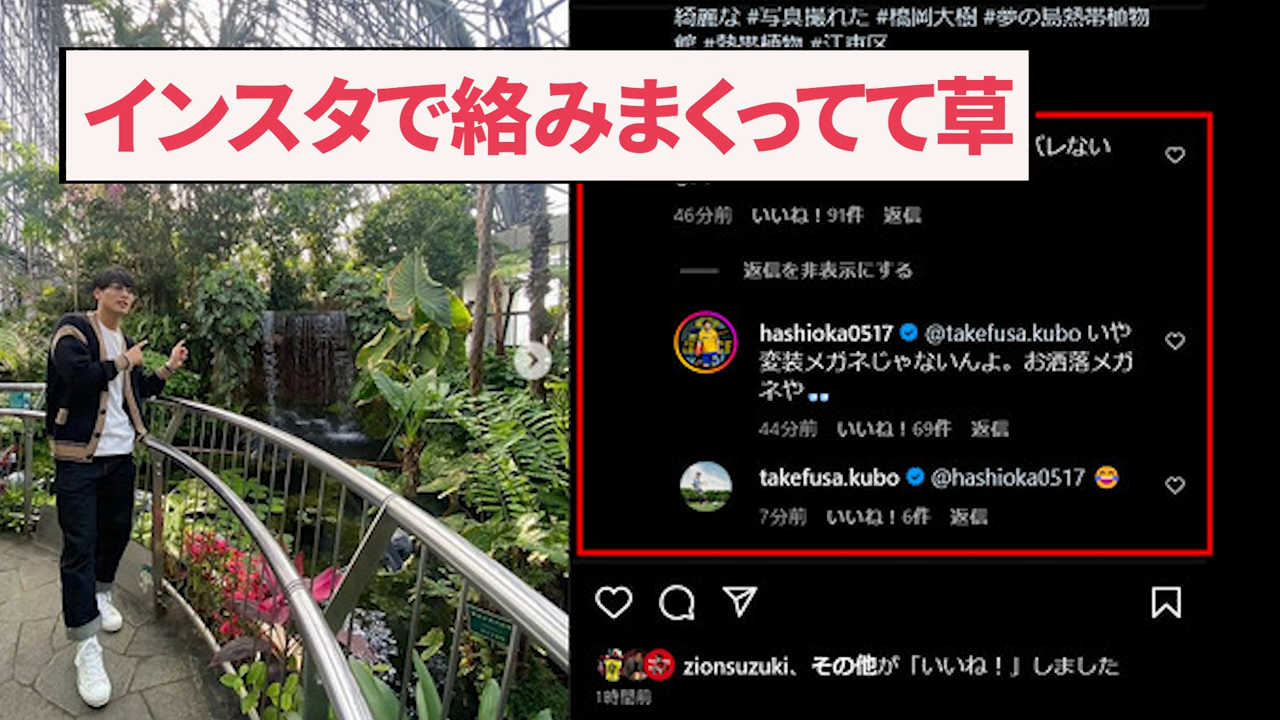 綺麗な #写真撮れた #橋岡大樹 #夢の島熱帯植物
館 #熱帯植物 #江東区
インスタで絡みまくってて草
バレない
46分前 いいね！91件 返信
返信を非表示にする
hashioka0517 @takefusa.kubo いや
変装メガネじゃないんよ。お洒落メガ
ネや
44分前 いいね！69件 返信
takefusa.kubo @hashioka0517 😂
7分前 いいね！6件 返信
zionsuzuki、その他が「いいね！」しました
1時間前